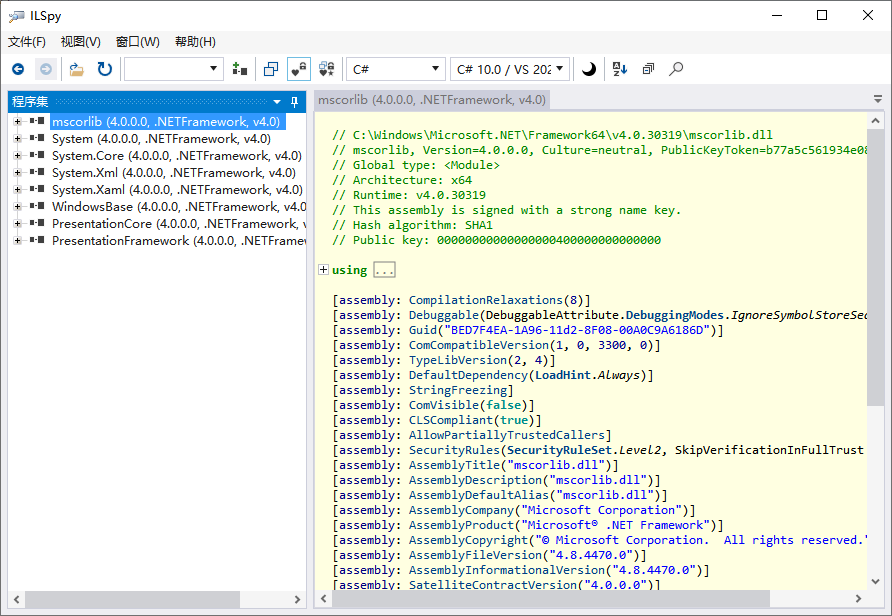 ILSpy
文件(F) 视图(V) 窗口(W) 帮助(H)
C# C# 10.0 / VS 202
程序集
mscorlib (4.0.0.0, .NETFramework, v4.0)
System (4.0.0.0, .NETFramework, v4.0)
System.Core (4.0.0.0, .NETFramework, v4.0)
System.Xml (4.0.0.0, .NETFramework, v4.0)
System.Xaml (4.0.0.0, .NETFramework, v4.0)
WindowsBase (4.0.0.0, .NETFramework, v4.0
PresentationCore (4.0.0.0, .NETFramework, v
PresentationFramework (4.0.0.0, .NETFramew
mscorlib (4.0.0.0, .NETFramework, v4.0)
// C:\Windows\Microsoft.NET\Framework64\v4.0.30319\mscorlib.dll
// mscorlib, Version=4.0.0.0, Culture=neutral, PublicKeyToken=b77a5c561934e08
// Global type: <Module>
// Architecture: x64
// Runtime: v4.0.30319
// This assembly is signed with a strong name key.
// Hash algorithm: SHA1
// Public key: 00000000000000000400000000000000
using ...
[assembly: CompilationRelaxations(8)]
[assembly: Debuggable(DebuggableAttribute.DebuggingModes.IgnoreSymbolStoreSec
[assembly: Guid("BED7F4EA-1A96-11d2-8F08-00A0C9A6186D")]
[assembly: ComCompatibleVersion(1, 0, 3300, 0)]
[assembly: TypeLibVersion(2, 4)]
[assembly: DefaultDependency(LoadHint.Always)]
[assembly: StringFreezing]
[assembly: ComVisible(false)]
[assembly: CLSCompliant(true)]
[assembly: AllowPartiallyTrustedCallers]
[assembly: SecurityRules(SecurityRuleSet.Level2, SkipVerificationInFullTrust
[assembly: AssemblyTitle("mscorlib.dll")]
[assembly: AssemblyDescription("mscorlib.dll")]
[assembly: AssemblyDefaultAlias("mscorlib.dll")]
[assembly: AssemblyCompany("Microsoft Corporation")]
[assembly: AssemblyProduct("Microsoft® .NET Framework")]
[assembly: AssemblyCopyright("© Microsoft Corporation.  All rights reserved."
[assembly: AssemblyFileVersion("4.8.4470.0")]
[assembly: AssemblyInformationalVersion("4.8.4470.0")]
[assembly: SatelliteContractVersion("4.0.0.0")]